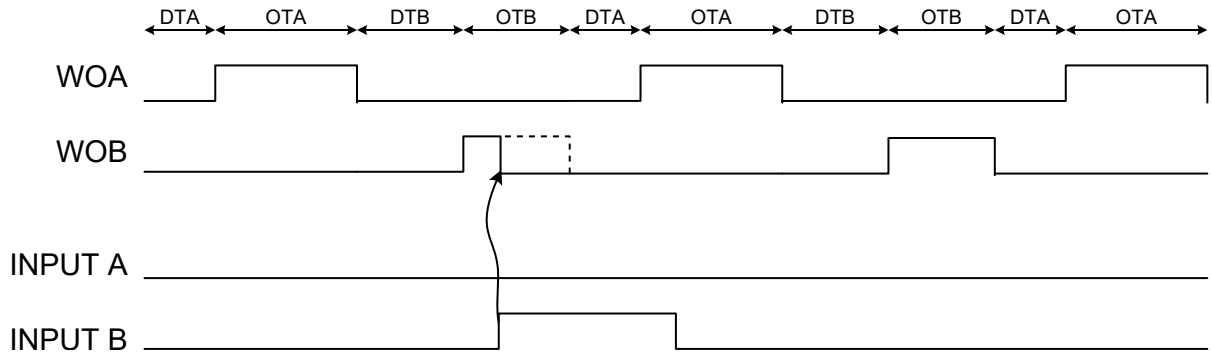 DTA OTA DTB OTB DTA OTA DTB OTB DTA OTA
WOA
WOB
INPUT A
INPUT B